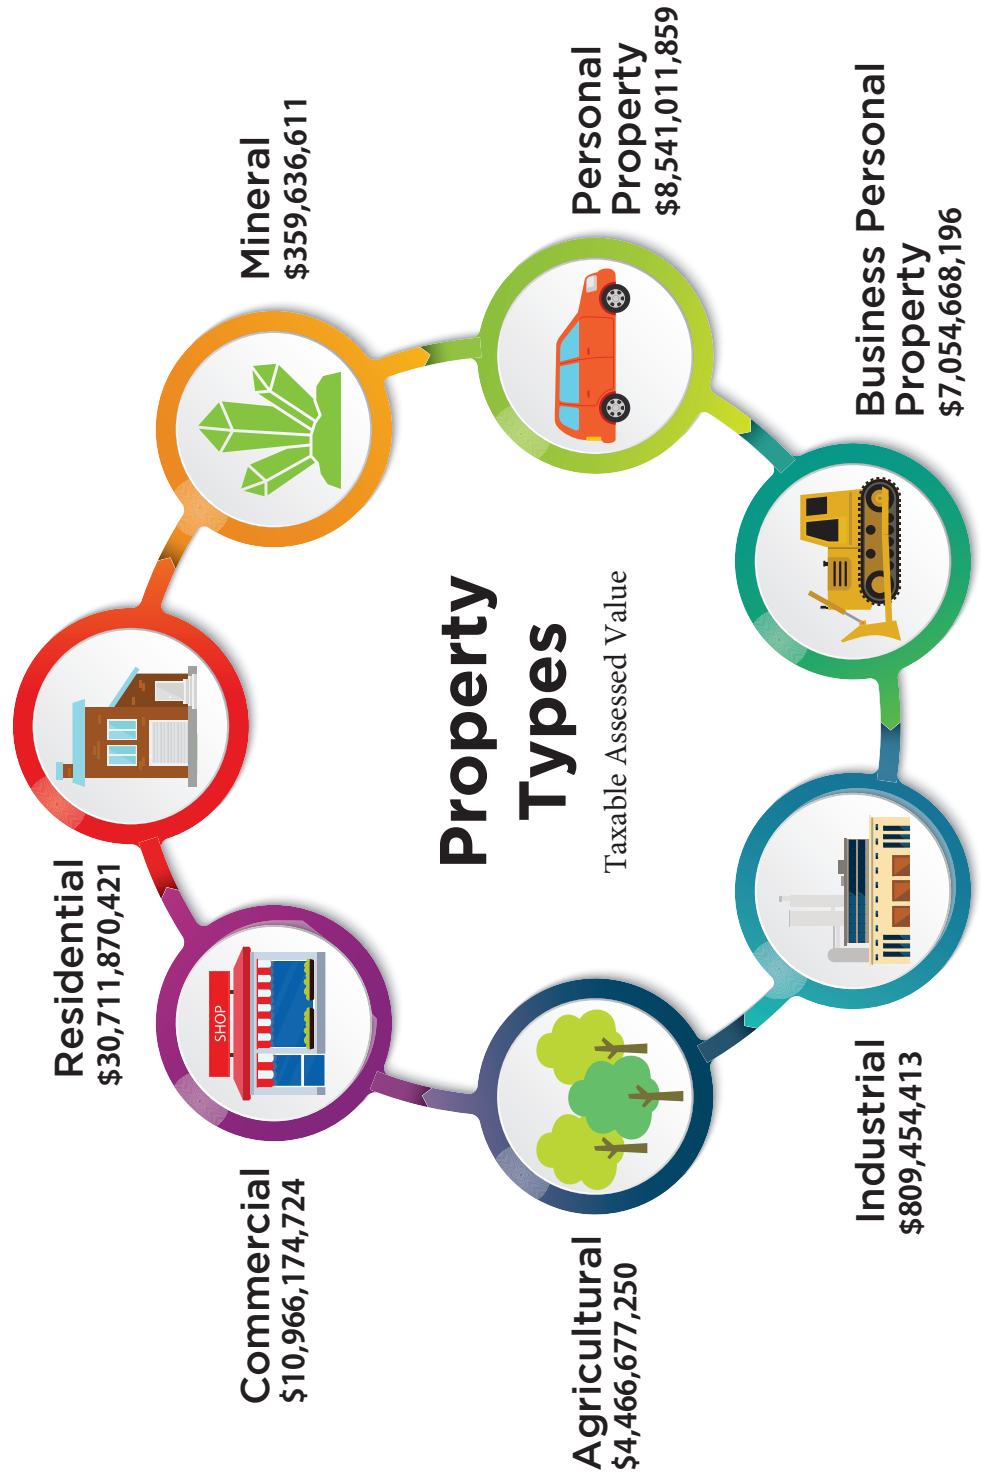 Residential
$30,711,870,421
Commercial
$10,966,174,724
SHOP
Mineral
$359,636,611
Property
Types
Taxable Assessed Value
Agricultural
$4,466,677,250
Personal
Property
$8,541,011,859
Industrial
$809,454,413
Business Personal
Property
$7,054,668,196